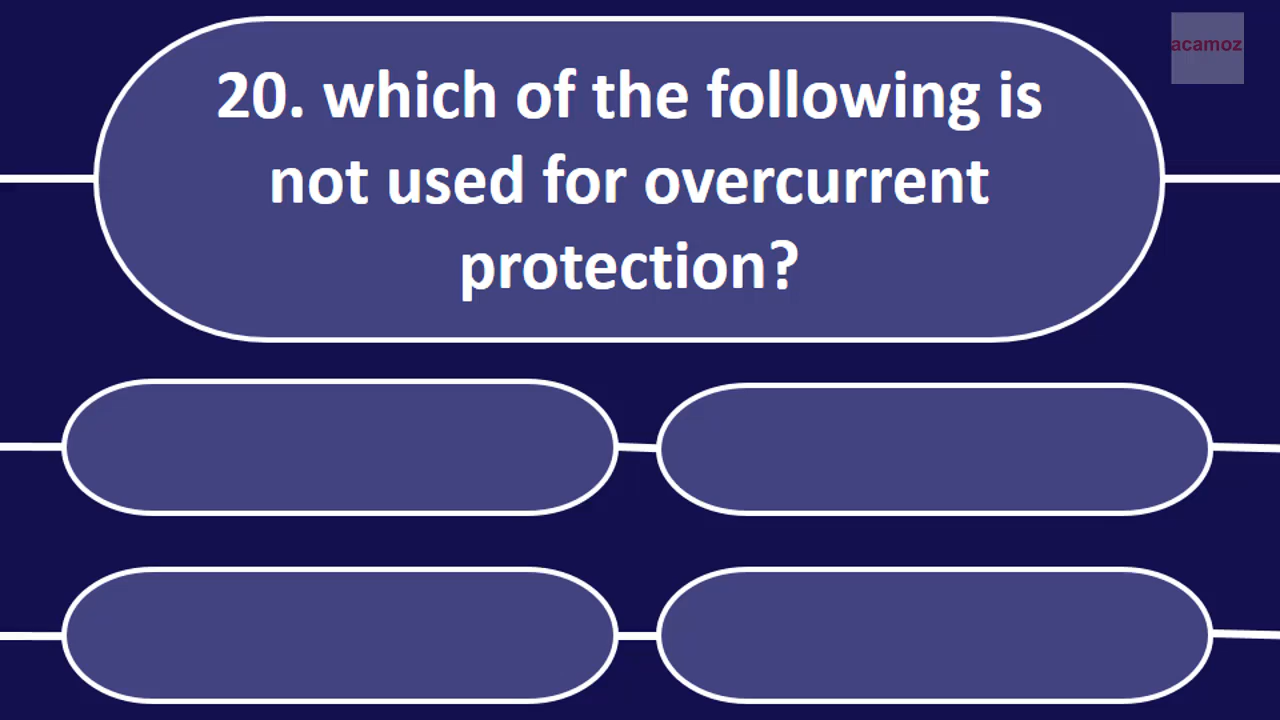 acamoz
20. which of the following is
not used for overcurrent
protection?